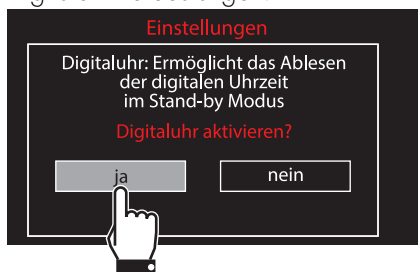 Einstellungen
Digitaluhr: Ermöglicht das Ablesen
der digitalen Uhrzeit
im Stand-by Modus
Digitaluhr aktivieren?
ja
nein